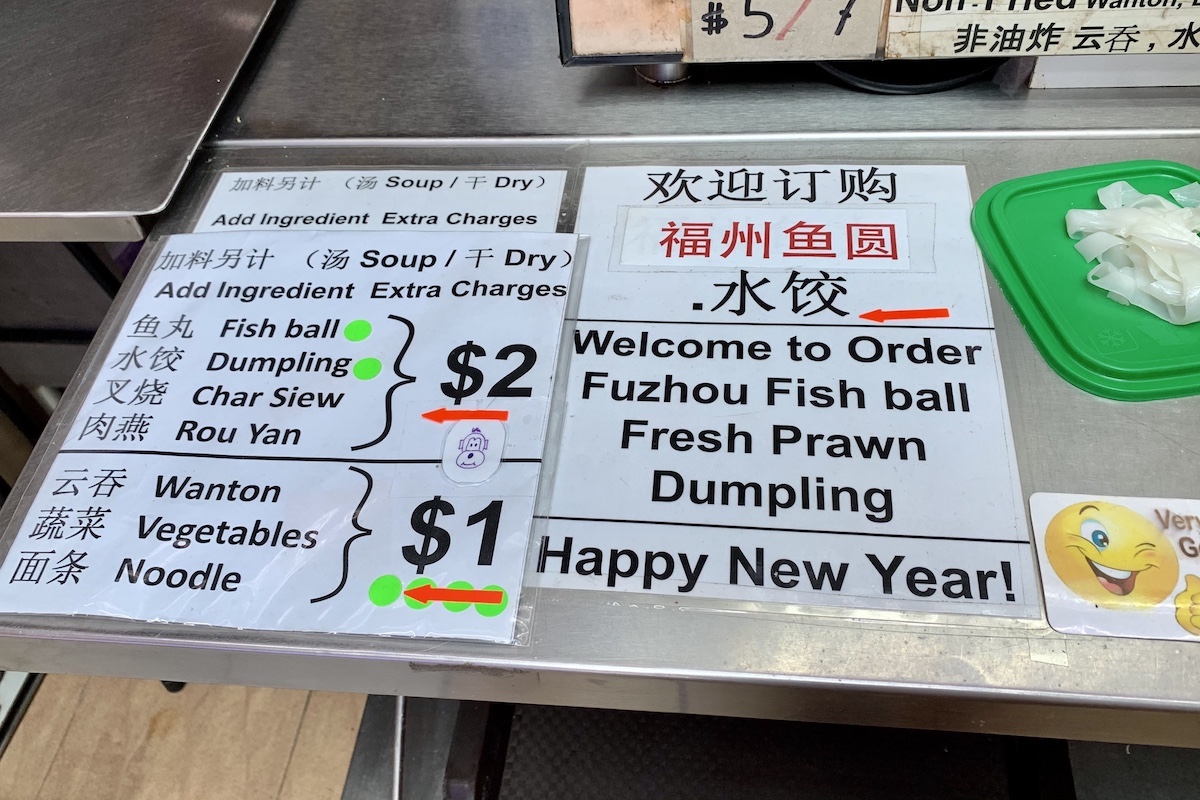 $5/7
Non-Fried Wanton,
非油炸 云吞 , 水
加料另计 （汤 Soup / 干 Dry）
Add Ingredient Extra Charges
加料另计 （汤 Soup / 干 Dry）
Add Ingredient Extra Charges
鱼丸 Fish ball
水饺 Dumpling
叉烧 Char Siew
肉燕 Rou Yan
$2
云吞 Wanton
蔬菜 Vegetables
面条 Noodle
$1
欢迎订购
福州鱼圆
.水饺
Welcome to Order
Fuzhou Fish ball
Fresh Prawn
Dumpling
Happy New Year!